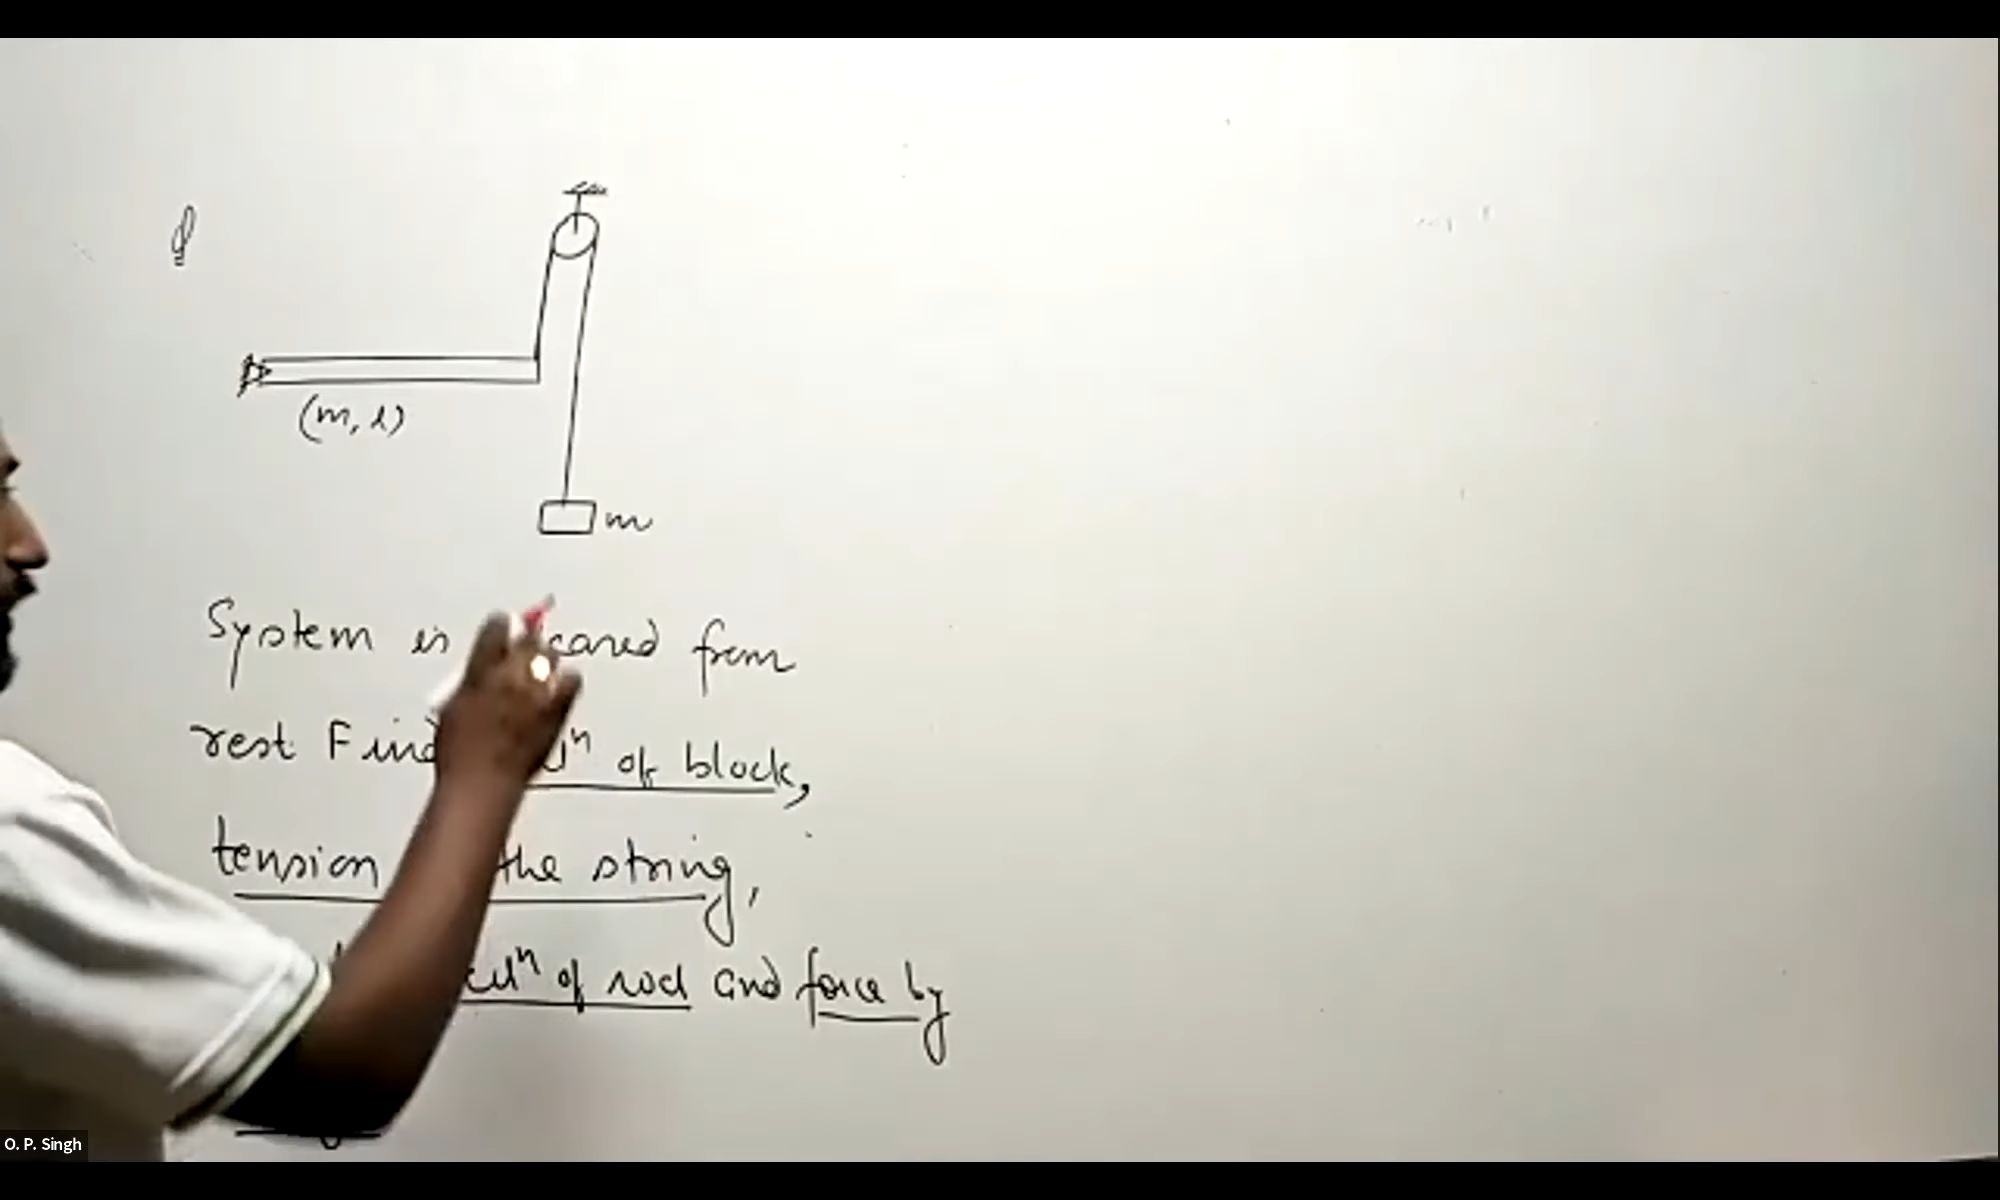 Q
(m, l)
m
System is from
rest Find of block,
tension the string,
of rod and force by
O. P. Singh